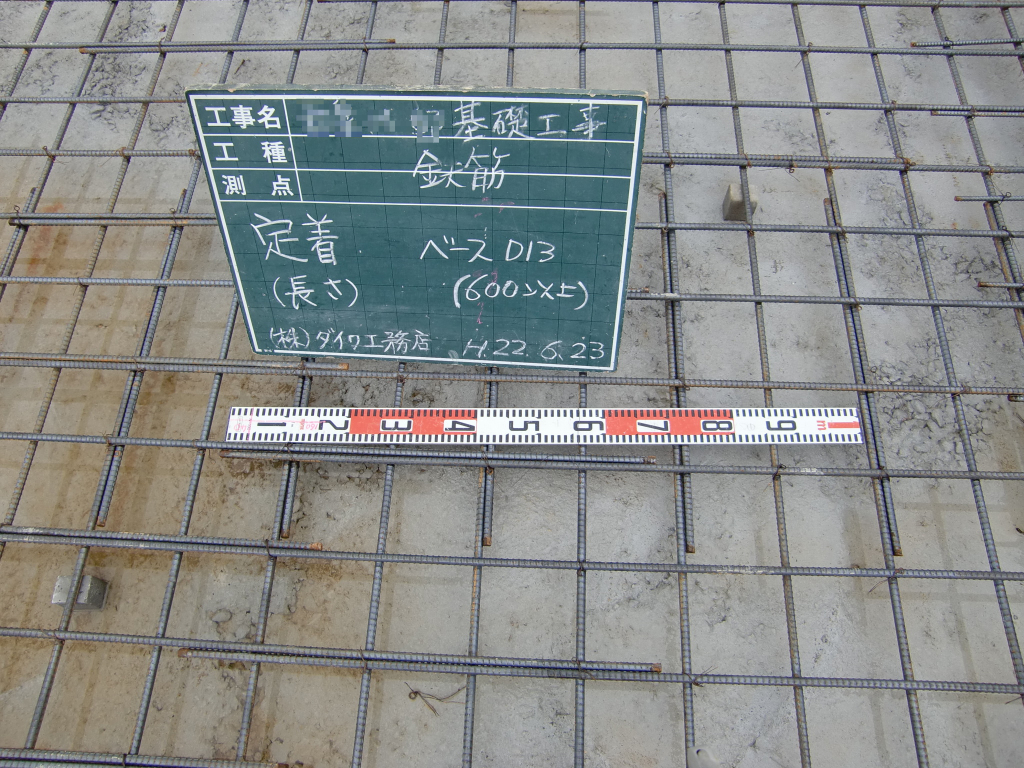 工事名 基礎工事
工種 鉄筋
測点
定着 ベース D13
(長さ) (600以上)
(株)ダイワ工務店 H.22.6.23
1 2 3 4 5 6 7 8 9 m